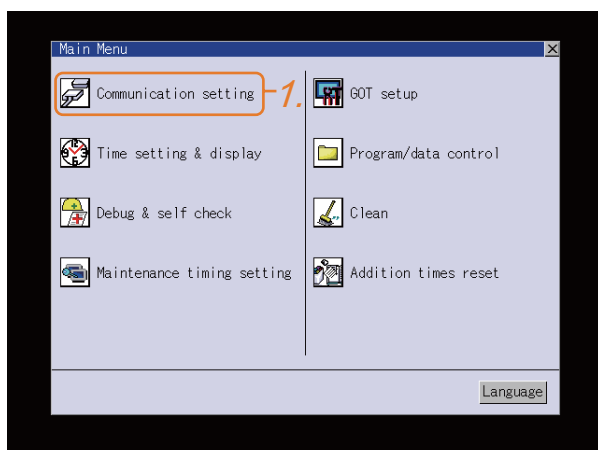 Main Menu
Communication setting
1.
GOT setup
Time setting & display
Program/data control
Debug & self check
Clean
Maintenance timing setting
Addition times reset
Language